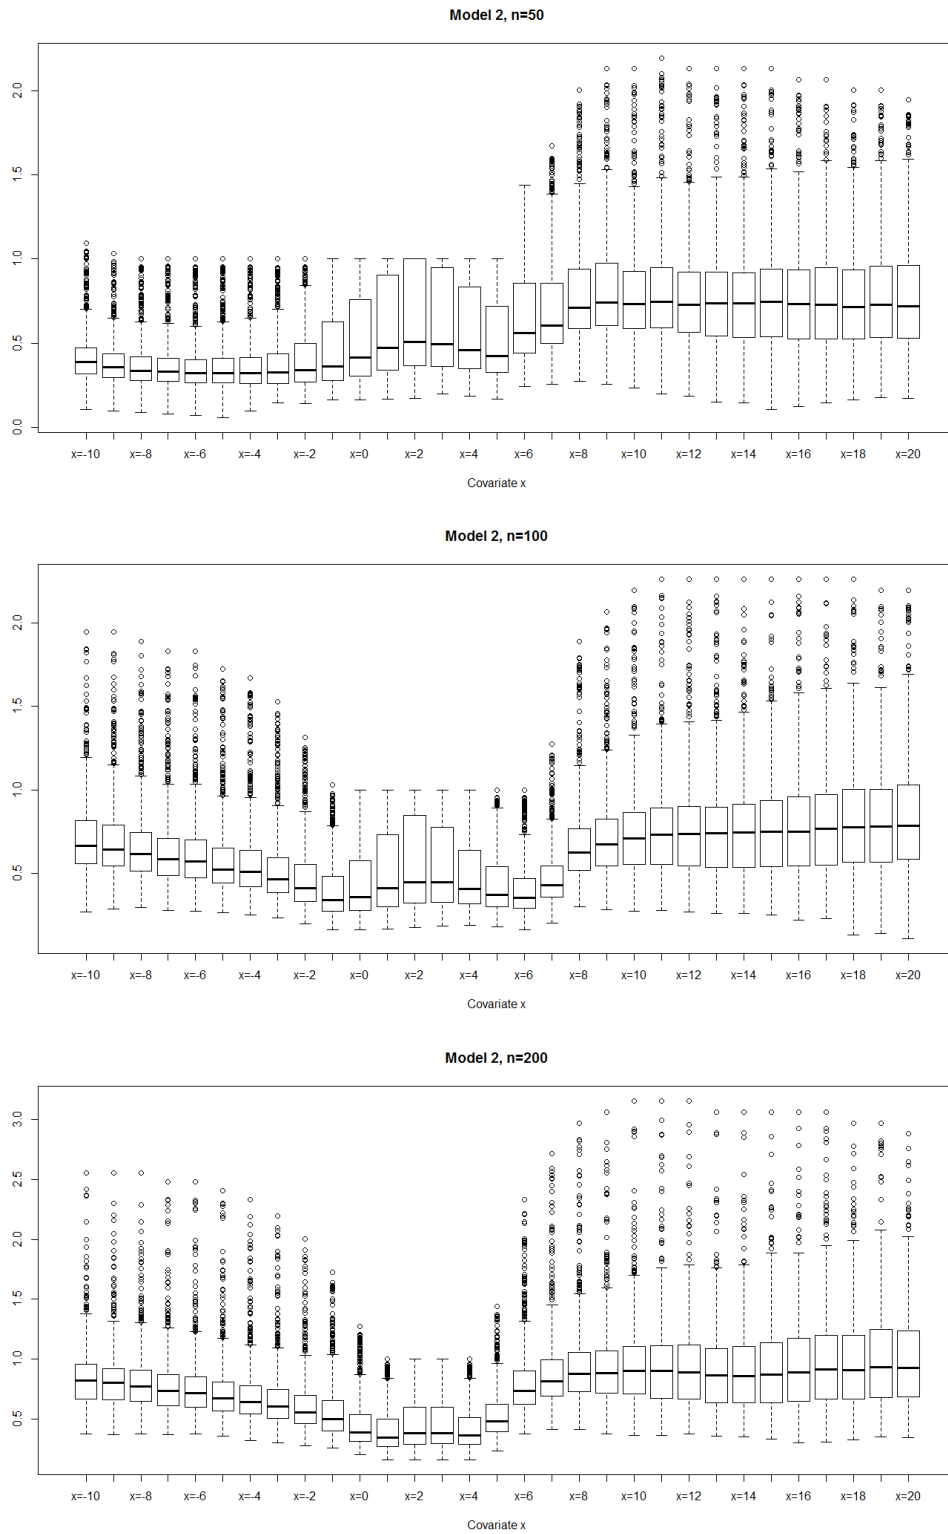 Model 2, n=50
2.0
1.5
1.0
0.5
0.0
x=-10 x=-8 x=-6 x=-4 x=-2 x=0 x=2 x=4 x=6 x=8 x=10 x=12 x=14 x=16 x=18 x=20
Covariate x
Model 2, n=100
2.0
1.5
1.0
0.5
x=-10 x=-8 x=-6 x=-4 x=-2 x=0 x=2 x=4 x=6 x=8 x=10 x=12 x=14 x=16 x=18 x=20
Covariate x
Model 2, n=200
3.0
2.5
2.0
1.5
1.0
0.5
x=-10 x=-8 x=-6 x=-4 x=-2 x=0 x=2 x=4 x=6 x=8 x=10 x=12 x=14 x=16 x=18 x=20
Covariate x